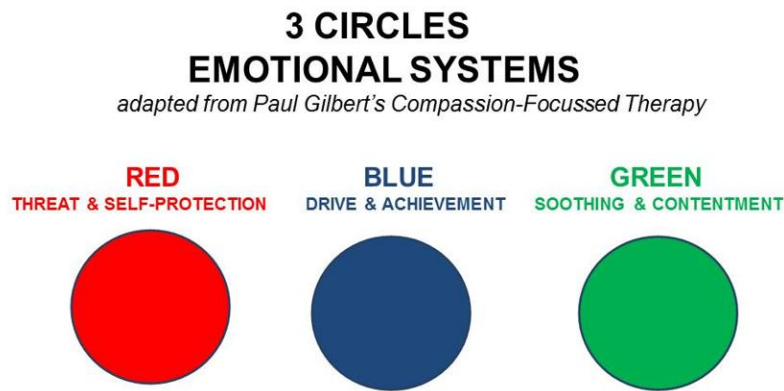 3 CIRCLES
EMOTIONAL SYSTEMS
adapted from Paul Gilbert's Compassion-Focussed Therapy
RED
THREAT & SELF-PROTECTION
BLUE
DRIVE & ACHIEVEMENT
GREEN
SOOTHING & CONTENTMENT